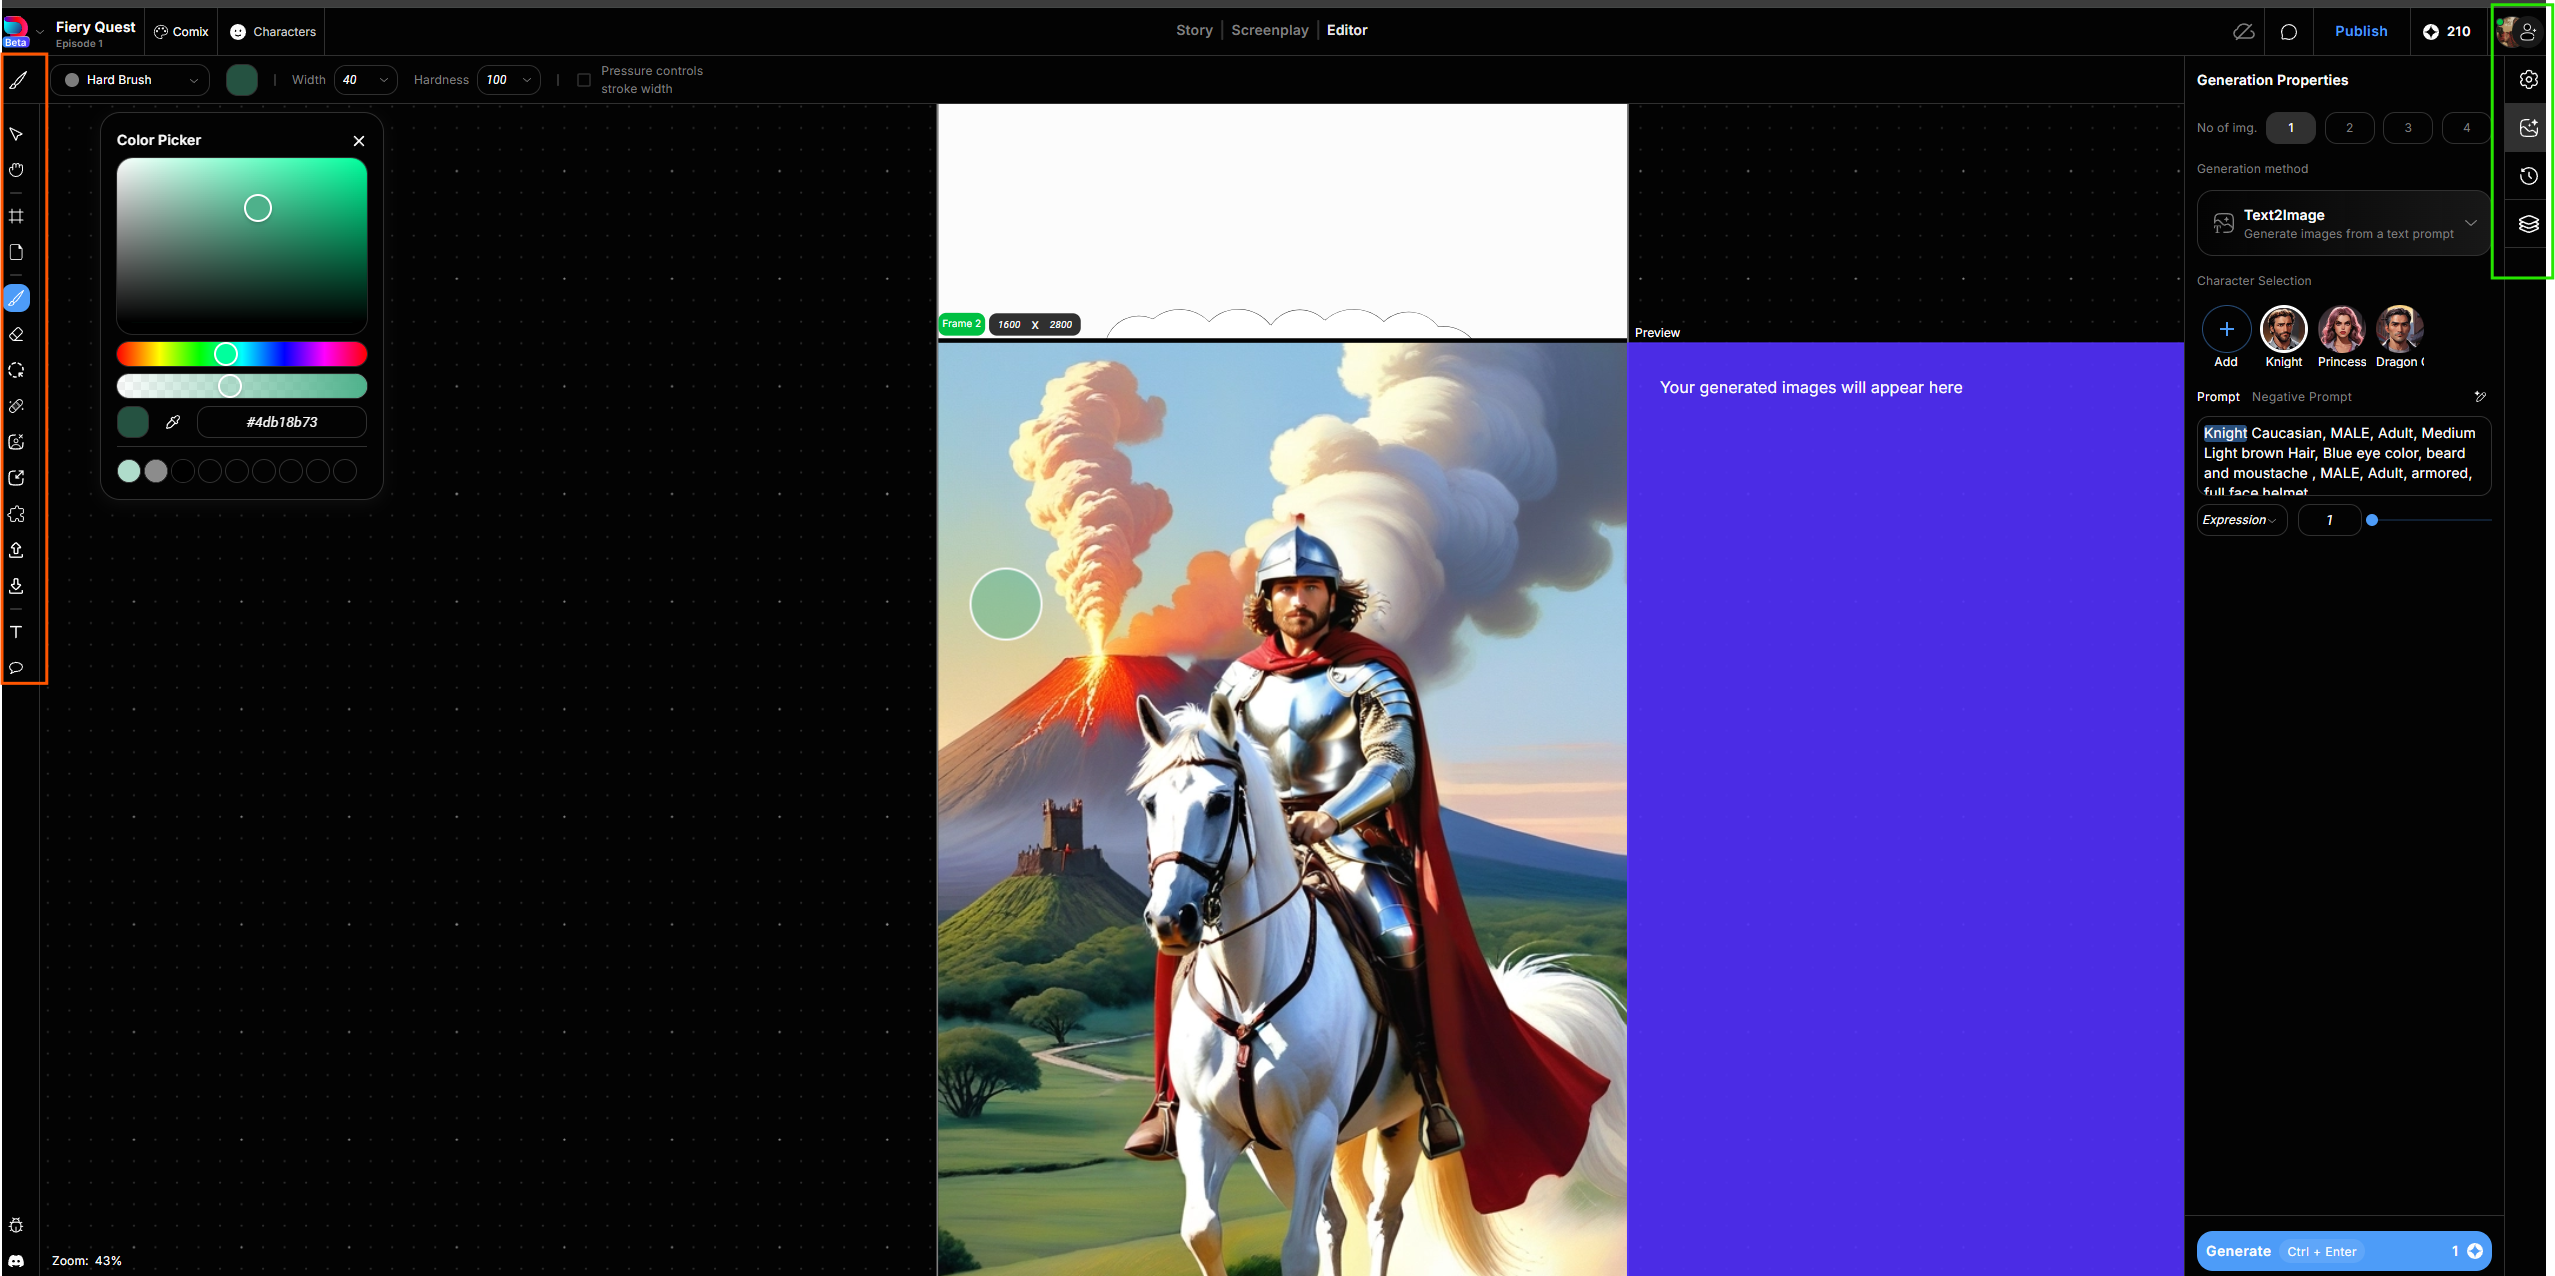 Beta
Fiery Quest
Episode 1
Comix
Characters
Story
Screenplay
Editor
Publish
210
Hard Brush
Width 40
Hardness 100
Pressure controls
stroke width
Color Picker
#4db18b73
Frame 2
1600 X 2800
Preview
Your generated images will appear here
Generation Properties
No of img. 1 2 3 4
Generation method
Text2Image
Generate images from a text prompt
Character Selection
Add Knight Princess Dragon
Prompt Negative Prompt
Knight Caucasian, MALE, Adult, Medium
Light brown Hair, Blue eye color, beard
and moustache , MALE, Adult, armored,
full face helmet
Expression 1
Zoom: 43%
Generate Ctrl + Enter 1